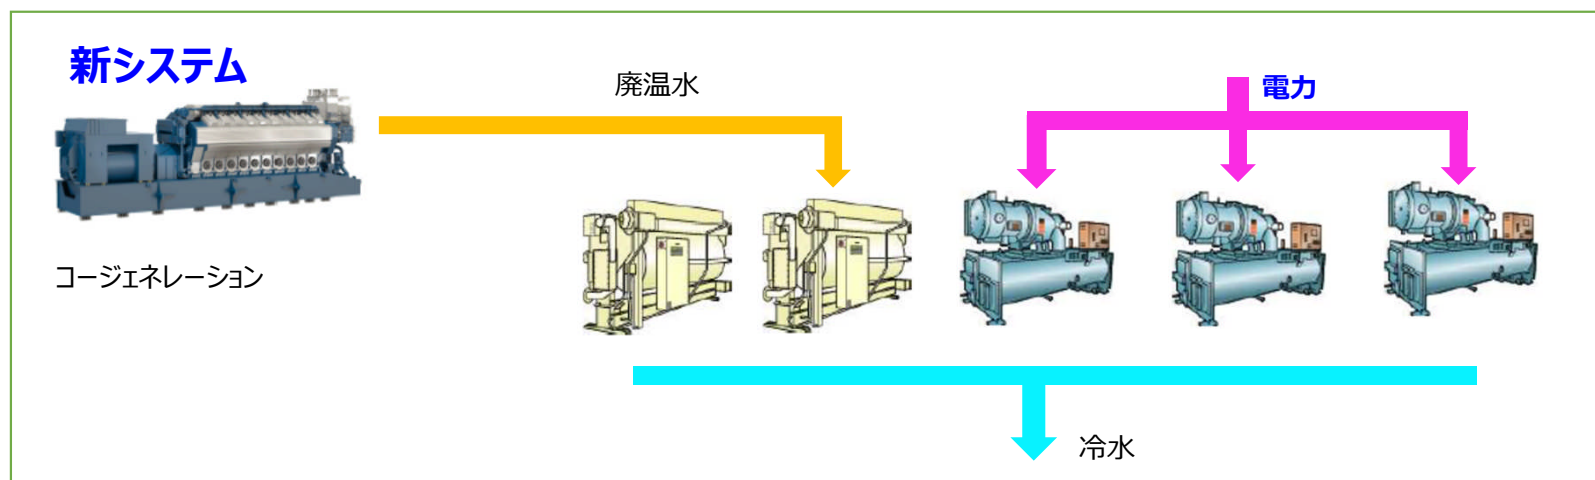 新システム
廃温水
電力
コージェネレーション
冷水